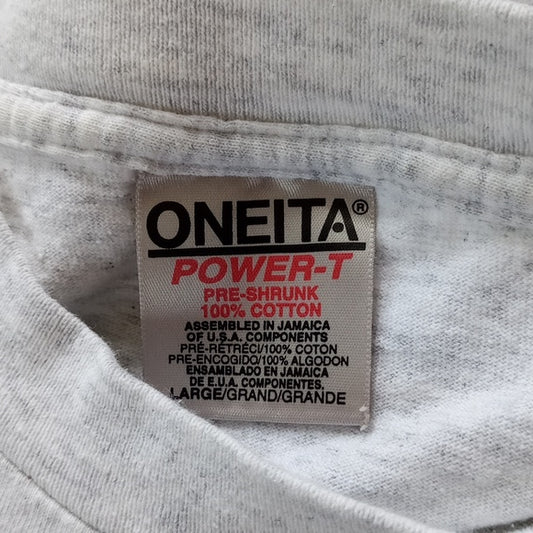 ONEITA®
POWER-T
PRE-SHRUNK
100% COTTON
ASSEMBLED IN JAMAICA
OF U.S.A. COMPONENTS
PRÉ-RÉTRÉCI/100% COTON
PRE-ENCOGIDO/100% ALGODON
ENSAMBLADO EN JAMAICA
DE E.U.A. COMPONENTES.
LARGE/GRAND/GRANDE